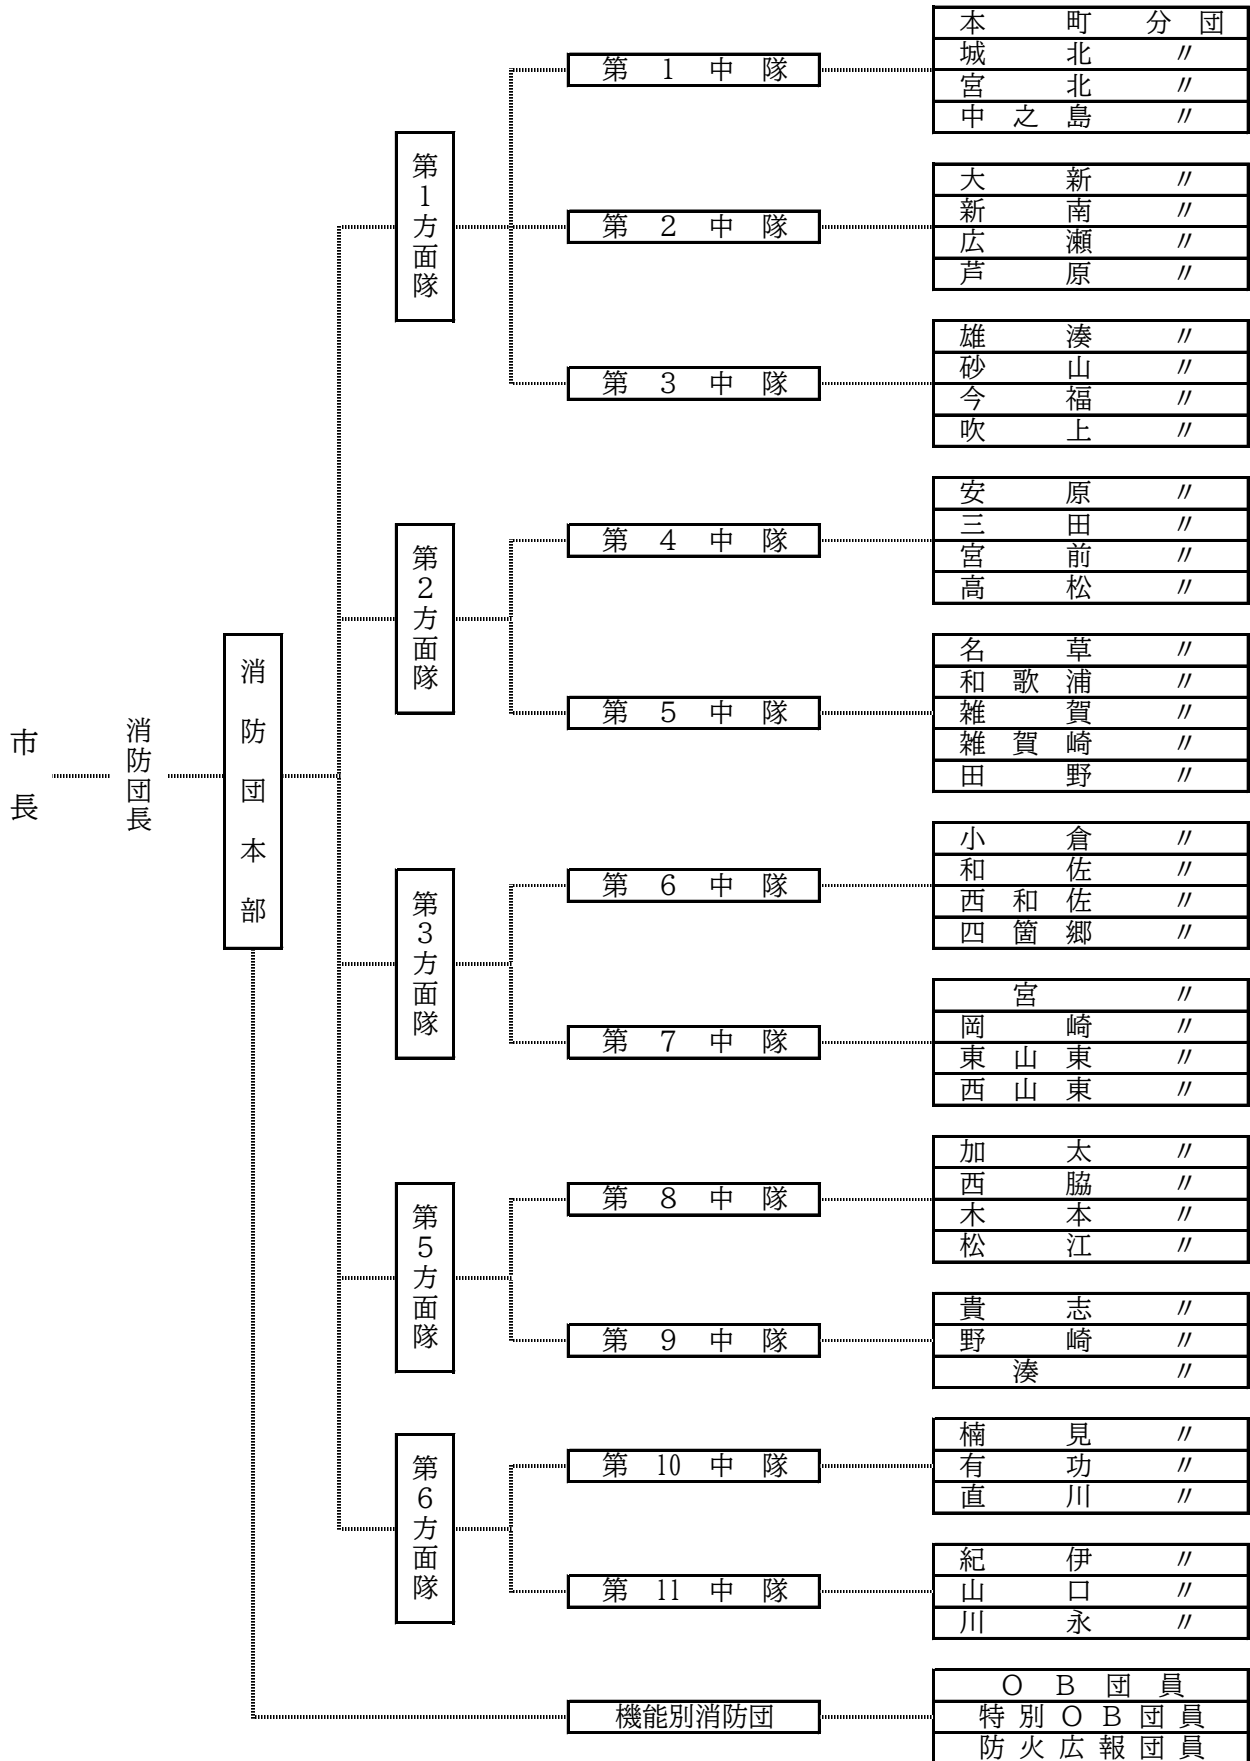 市長
消防団長
消防団本部
第1方面隊
第 1 中 隊
本 町 分 団
城 北 〃
宮 北 〃
中 之 島 〃
第 2 中 隊
大 新 〃
新 南 〃
広 瀬 〃
芦 原 〃
第 3 中 隊
雄 湊 〃
砂 山 〃
今 福 〃
吹 上 〃
第2方面隊
第 4 中 隊
安 原 〃
三 田 〃
宮 前 〃
高 松 〃
第 5 中 隊
名 草 〃
和 歌 浦 〃
雑 賀 〃
雑 賀 崎 〃
田 野 〃
第3方面隊
第 6 中 隊
小 倉 〃
和 佐 〃
西 和 佐 〃
四 箇 郷 〃
第 7 中 隊
宮 〃
岡 崎 〃
東 山 東 〃
西 山 東 〃
第5方面隊
第 8 中 隊
加 太 〃
西 脇 〃
木 本 〃
松 江 〃
第 9 中 隊
貴 志 〃
野 崎 〃
湊 〃
第6方面隊
第 10 中 隊
楠 見 〃
有 功 〃
直 川 〃
第 11 中 隊
紀 伊 〃
山 口 〃
川 永 〃
機能別消防団
Ｏ Ｂ 団 員
特 別 Ｏ Ｂ 団 員
防 火 広 報 団 員